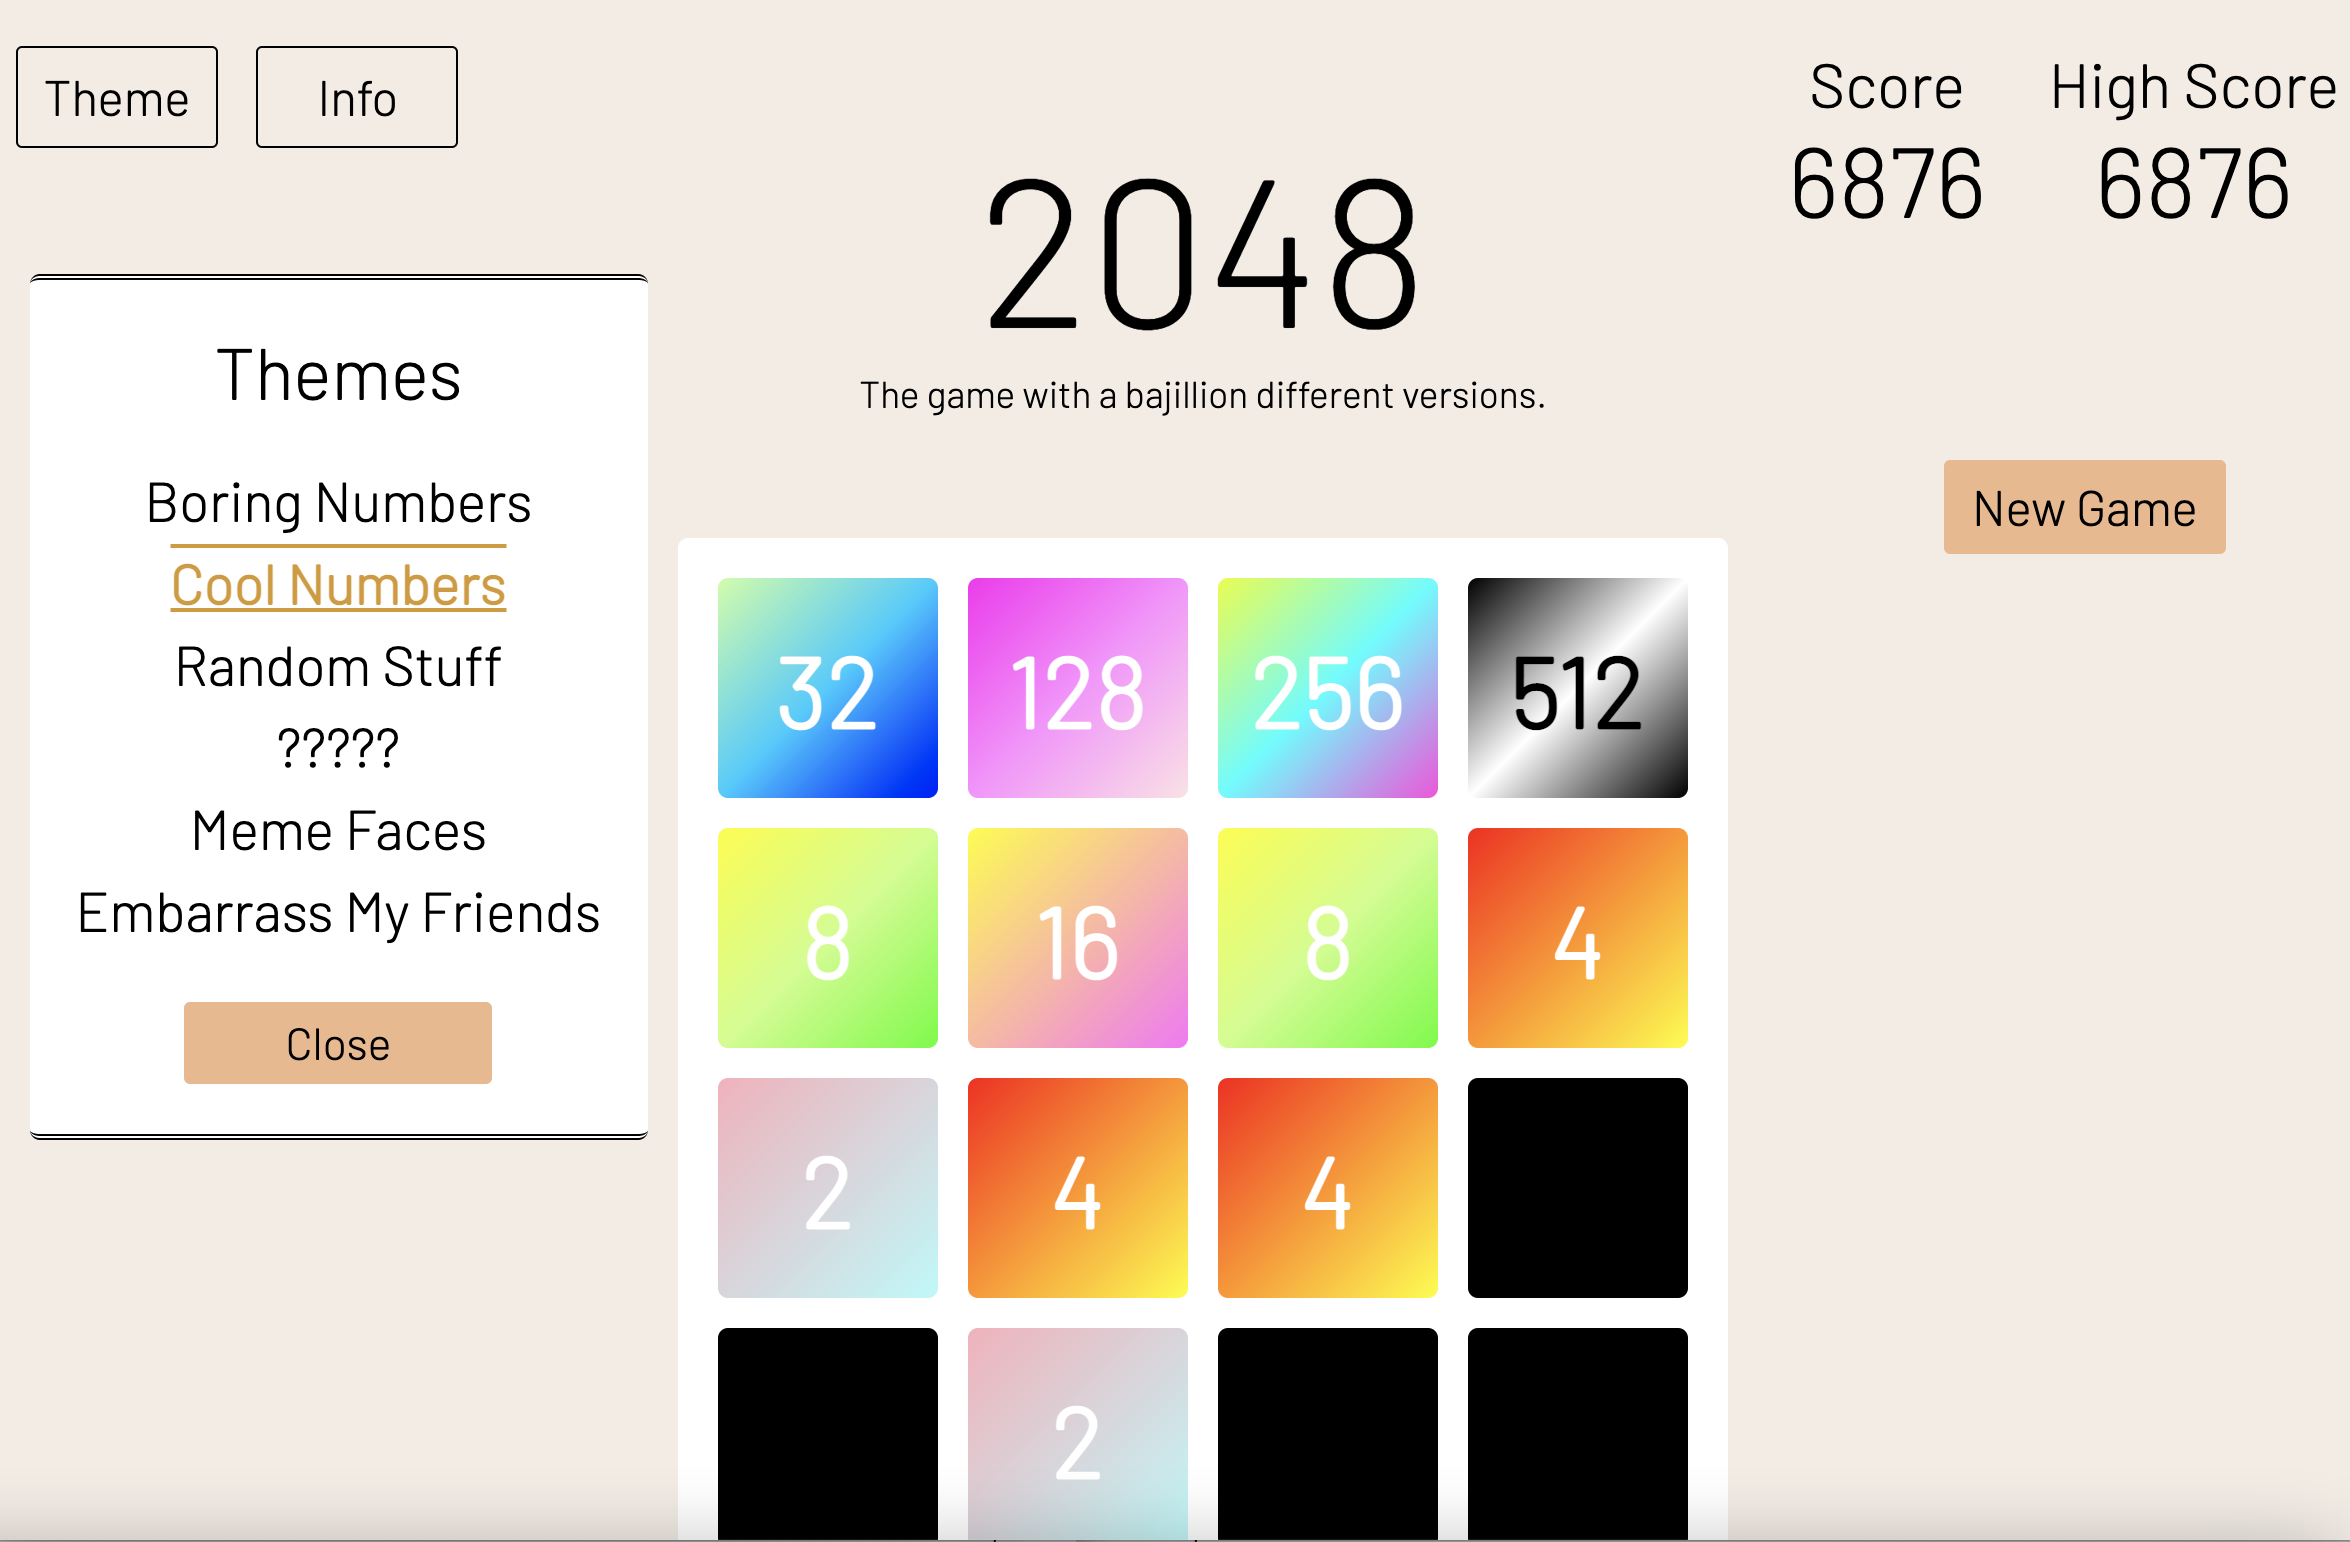 Theme
Info
Score
High Score
6876
6876
2048
The game with a bajillion different versions.
Themes
Boring Numbers
Cool Numbers
Random Stuff
?????
Meme Faces
Embarrass My Friends
Close
New Game
32 128 256 512
8 16 8 4
2 4 4
2